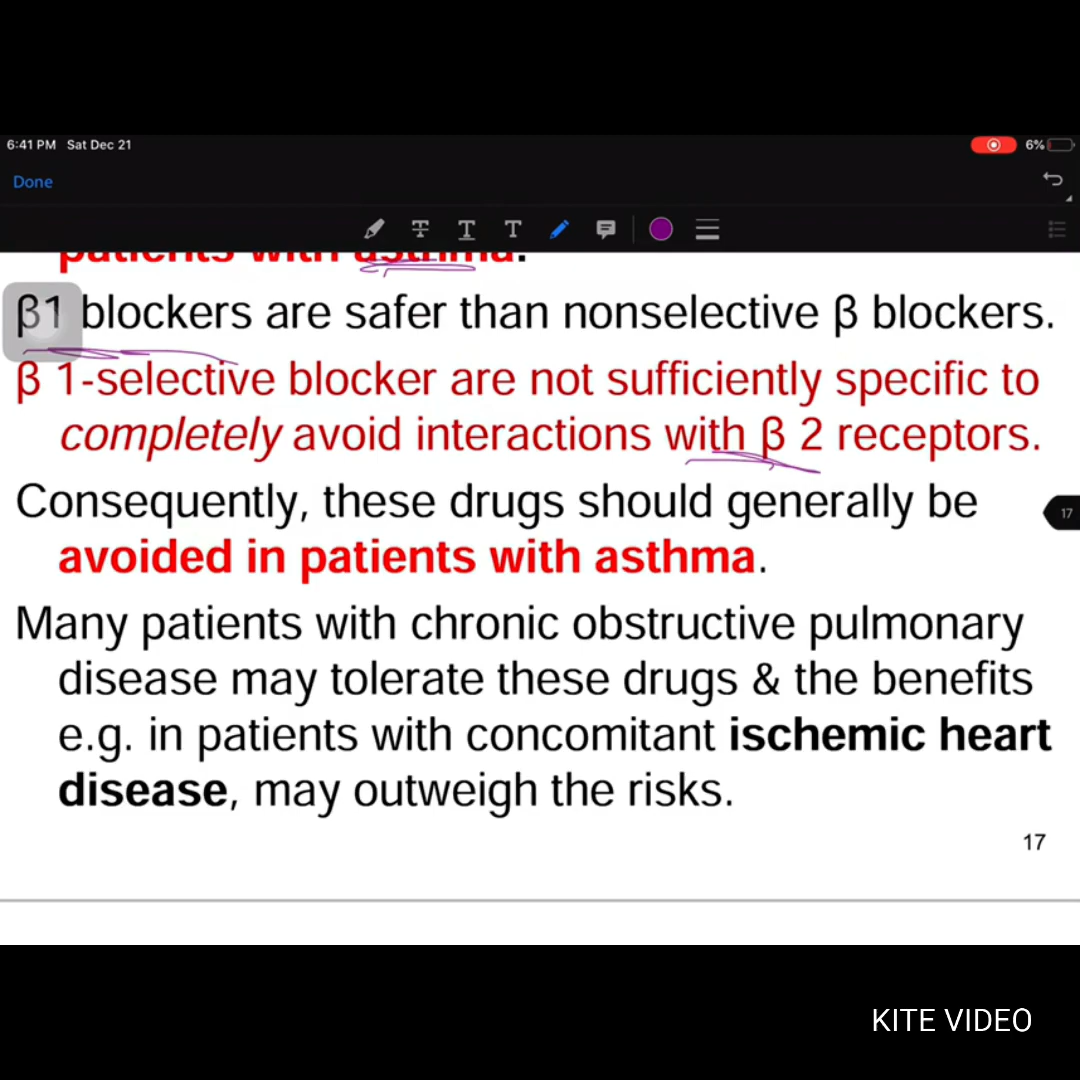 6:41 PM Sat Dec 21
6%
Done
patients with asthma.
β1 blockers are safer than nonselective β blockers.
β 1-selective blocker are not sufficiently specific to
completely avoid interactions with β 2 receptors.
Consequently, these drugs should generally be
17
avoided in patients with asthma.
Many patients with chronic obstructive pulmonary
disease may tolerate these drugs & the benefits
e.g. in patients with concomitant ischemic heart
disease, may outweigh the risks.
17
KITE VIDEO